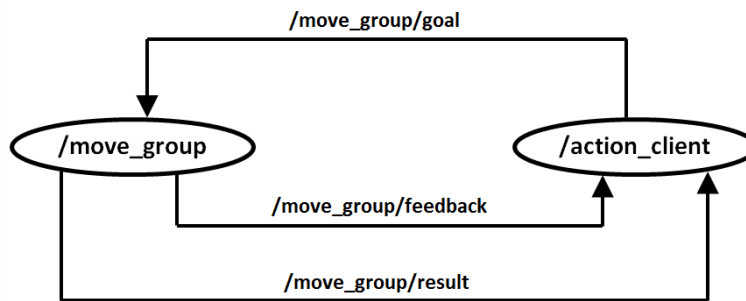 /move_group/goal
/move_group
/action_client
/move_group/feedback
/move_group/result